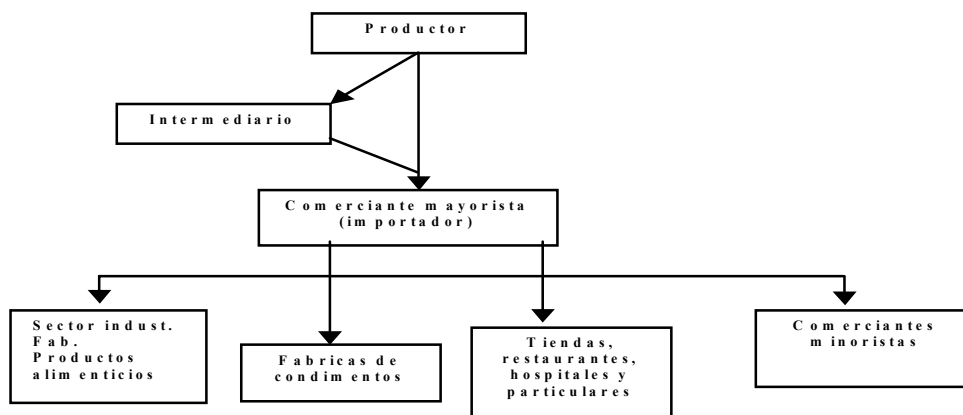 Productor
Intermediario
Comerciante mayorista
(importador)
Sector indust.
Fab.
Productos
alimenticios
Fabricas de
condimentos
Tiendas,
restaurantes,
hospitales y
particulares
Comerciantes
minoristas